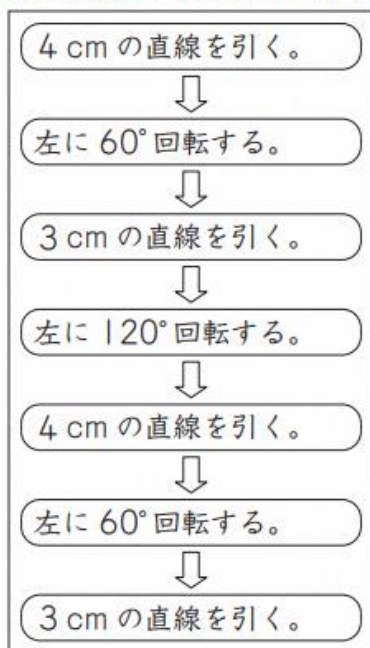 4 cm の直線を引く。
左に 60°回転する。
3 cm の直線を引く。
左に 120°回転する。
4 cm の直線を引く。
左に 60°回転する。
3 cm の直線を引く。